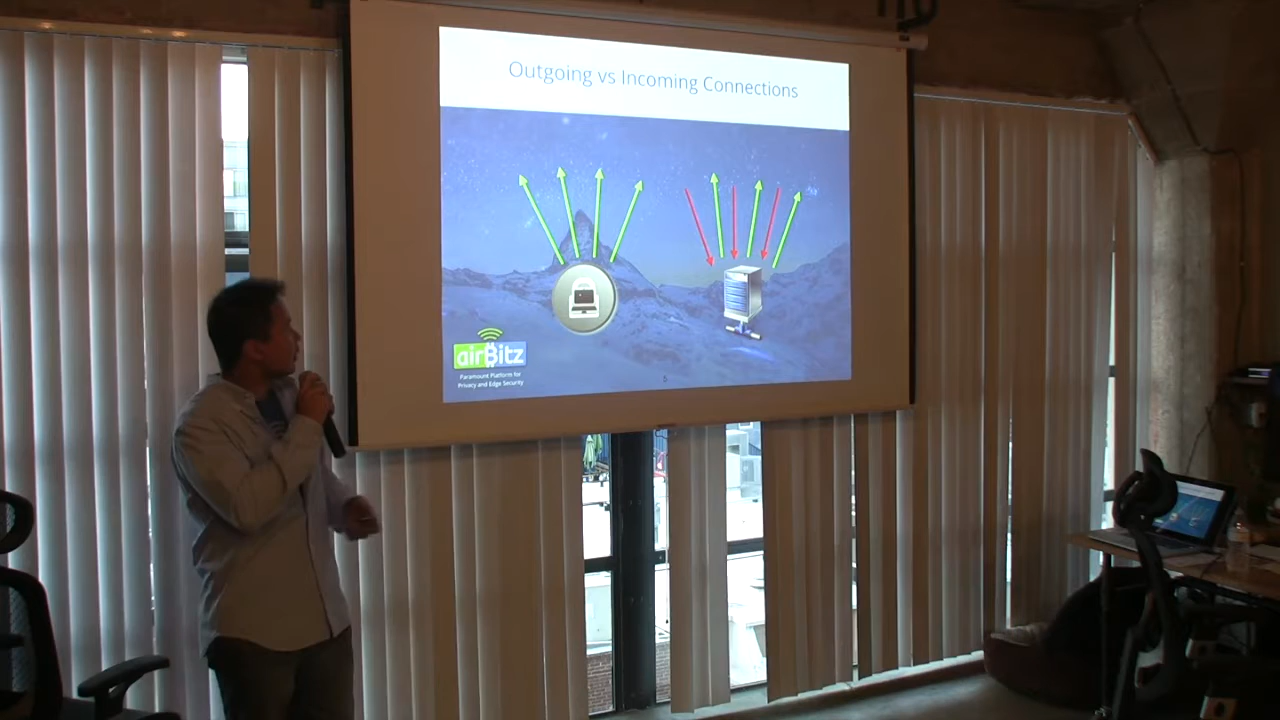 Outgoing vs Incoming Connections
airBitz
Paramount Platform for
Privacy and Edge Security